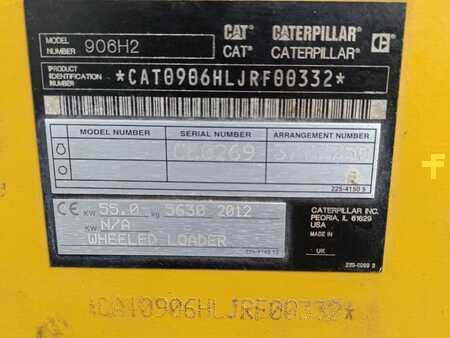 MODEL NUMBER 906H2 CAT CATERPILLAR C
CAT® CATERPILLAR®
PRODUCT IDENTIFICATION NUMBER *CAT0906HLJRF00332*
MODEL NUMBER SERIAL NUMBER ARRANGEMENT NUMBER
225-4150 5
CE KW 55.0 kg 5630 2012
KW N/A
WHEELED LOADER
CATERPILLAR INC.
PEORIA, IL 61629
USA
MADE IN
UK
F
*CAT0906HLJRF00332*